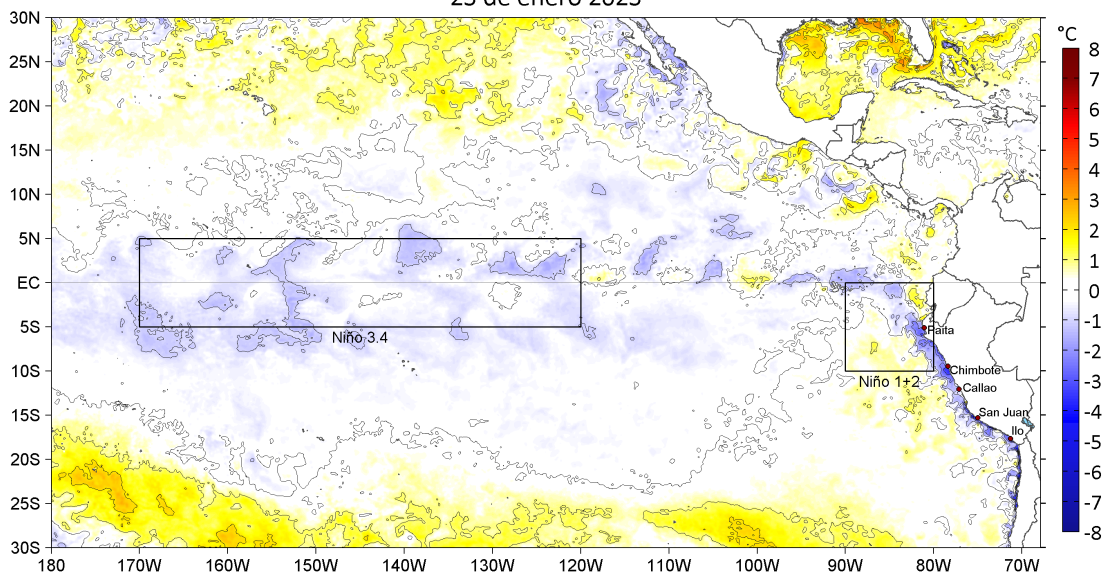 25 de enero 2025
°C
30N
25N
20N
15N
10N
5N
EC
5S
10S
15S
20S
25S
30S
Niño 3.4
Niño 1+2
Paita
Chimbote
Callao
San Juan
Ilo
180 170W 160W 150W 140W 130W 120W 110W 100W 90W 80W 70W
8
7
6
5
4
3
2
1
0
-1
-2
-3
-4
-5
-6
-7
-8